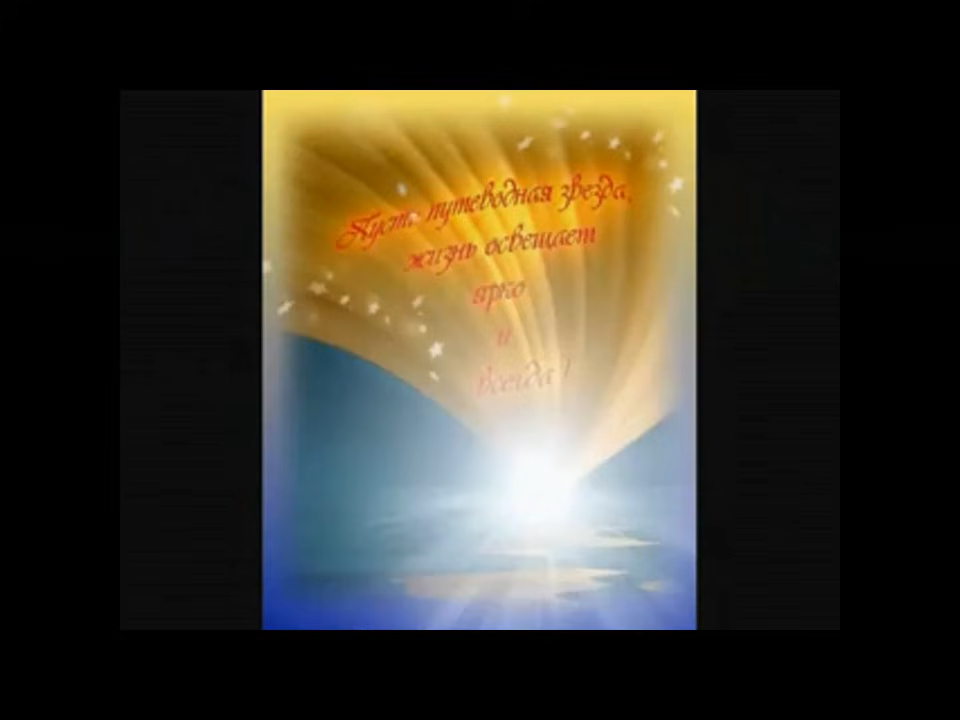 Пусть путеводная звезда,
жизнь освещает
ярко
и
всегда!